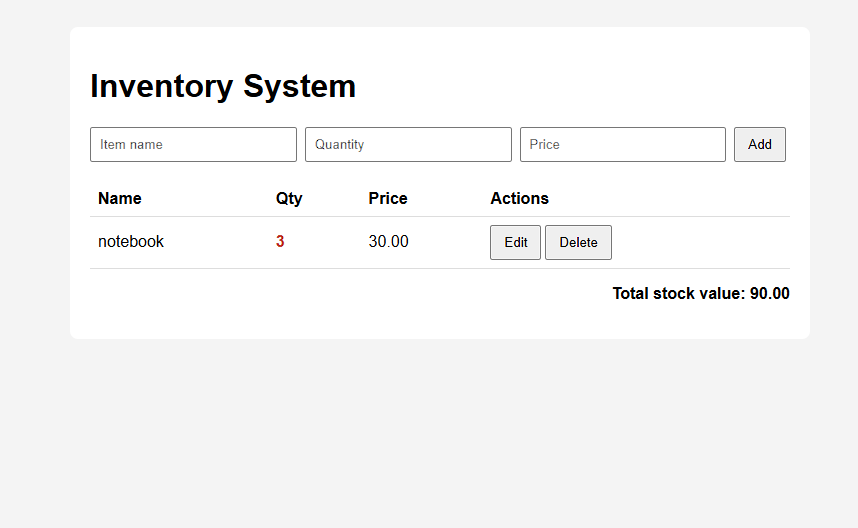 Inventory System
Item name Quantity Price Add
Name Qty Price Actions
notebook 3 30.00 Edit Delete
Total stock value: 90.00